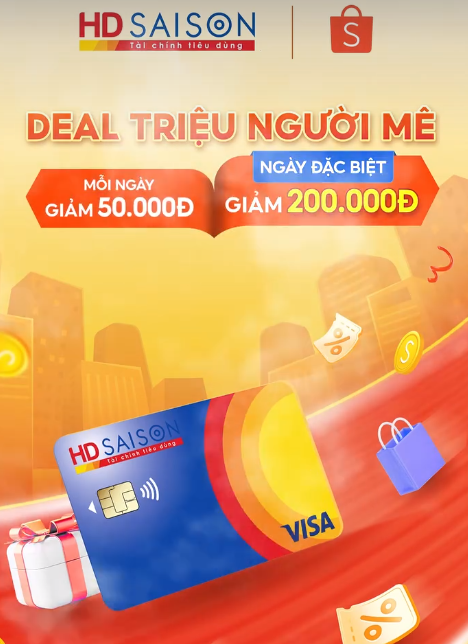 HD SAISON
Tài chính tiêu dùng
S
DEAL TRIỆU NGƯỜI MÊ
MỖI NGÀY
GIẢM 50.000Đ
NGÀY ĐẶC BIỆT
GIẢM 200.000Đ
%
$
HD SAISON
Tài chính tiêu dùng
VISA
%